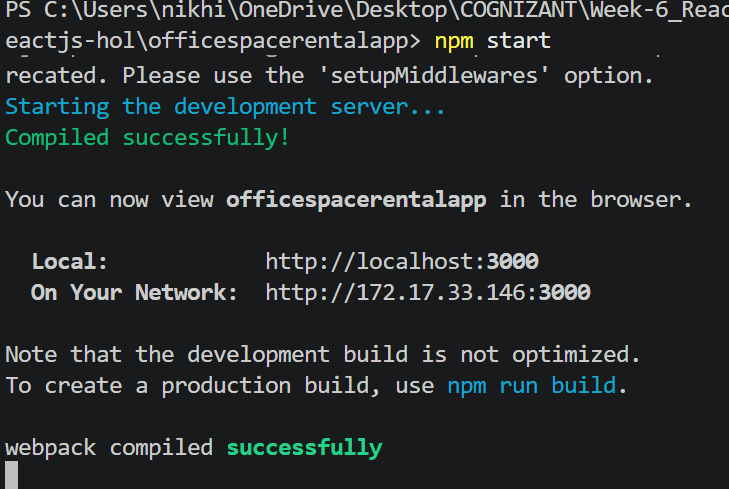 PS C:\Users\nikhi\OneDrive\Desktop\COGNIZANT\Week-6_Reac
eactjs-hol\officespacerentalapp> npm start
recated. Please use the 'setupMiddlewares' option.
Starting the development server...
Compiled successfully!
You can now view officespacerentalapp in the browser.
Local: http://localhost:3000
On Your Network: http://172.17.33.146:3000
Note that the development build is not optimized.
To create a production build, use npm run build.
webpack compiled successfully